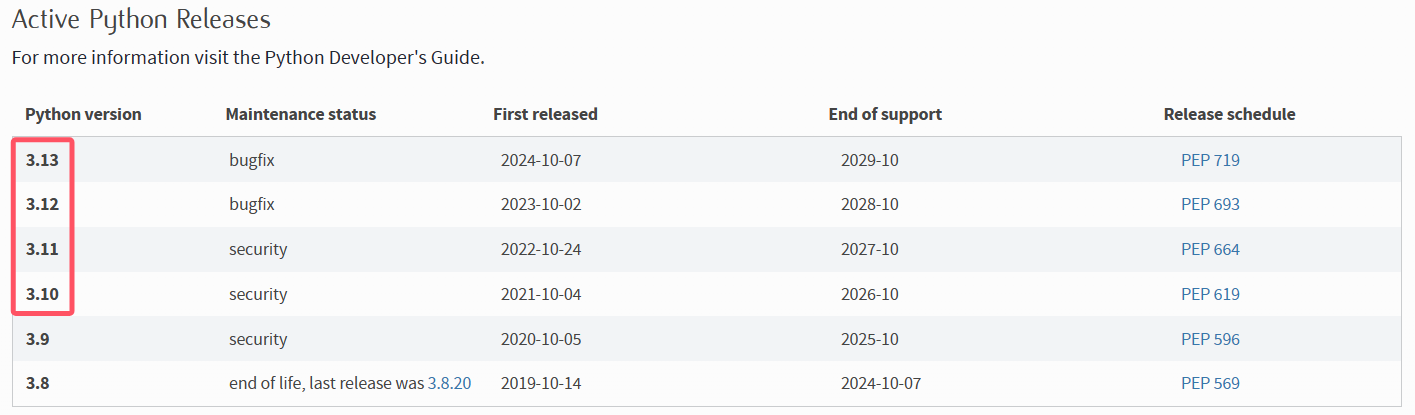 Active Python Releases
For more information visit the Python Developer's Guide.
Python version Maintenance status First released End of support Release schedule
3.13 bugfix 2024-10-07 2029-10 PEP 719
3.12 bugfix 2023-10-02 2028-10 PEP 693
3.11 security 2022-10-24 2027-10 PEP 664
3.10 security 2021-10-04 2026-10 PEP 619
3.9 security 2020-10-05 2025-10 PEP 596
3.8 end of life, last release was 3.8.20 2019-10-14 2024-10-07 PEP 569